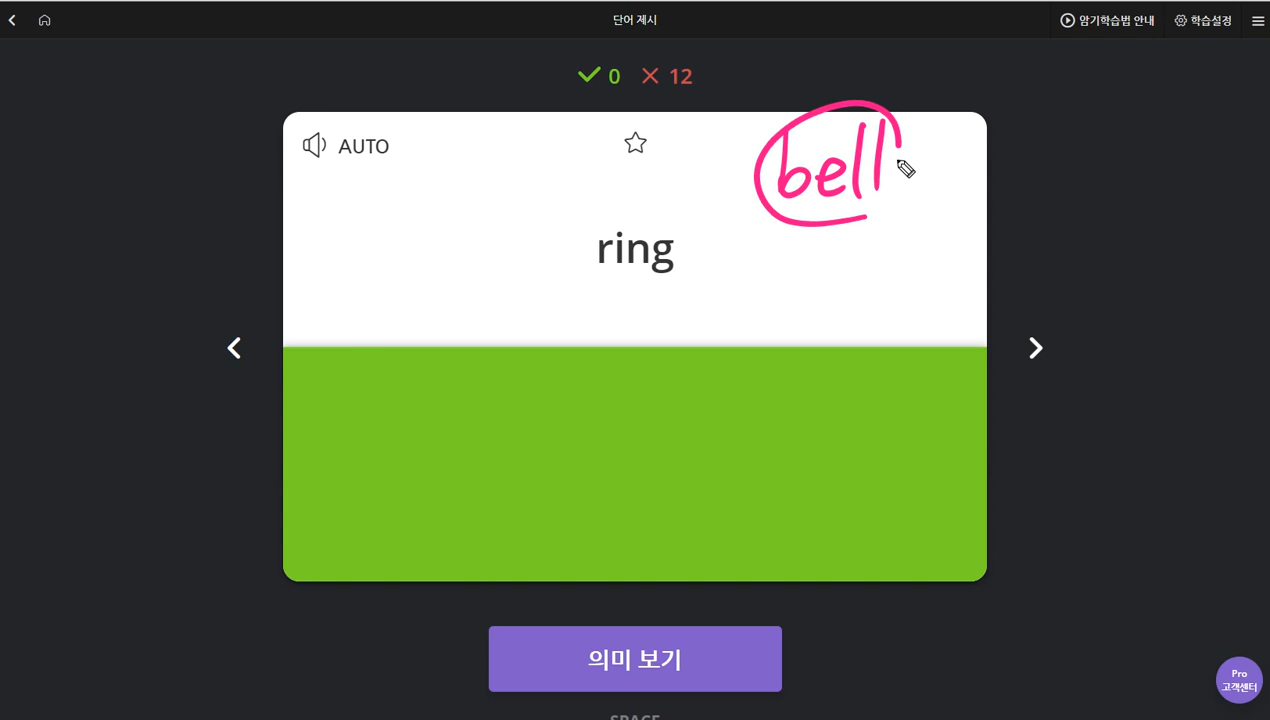 단어 제시
암기학습법 안내
학습설정
0
12
AUTO
bell
ring
의미 보기
Pro
고객센터
SPACE